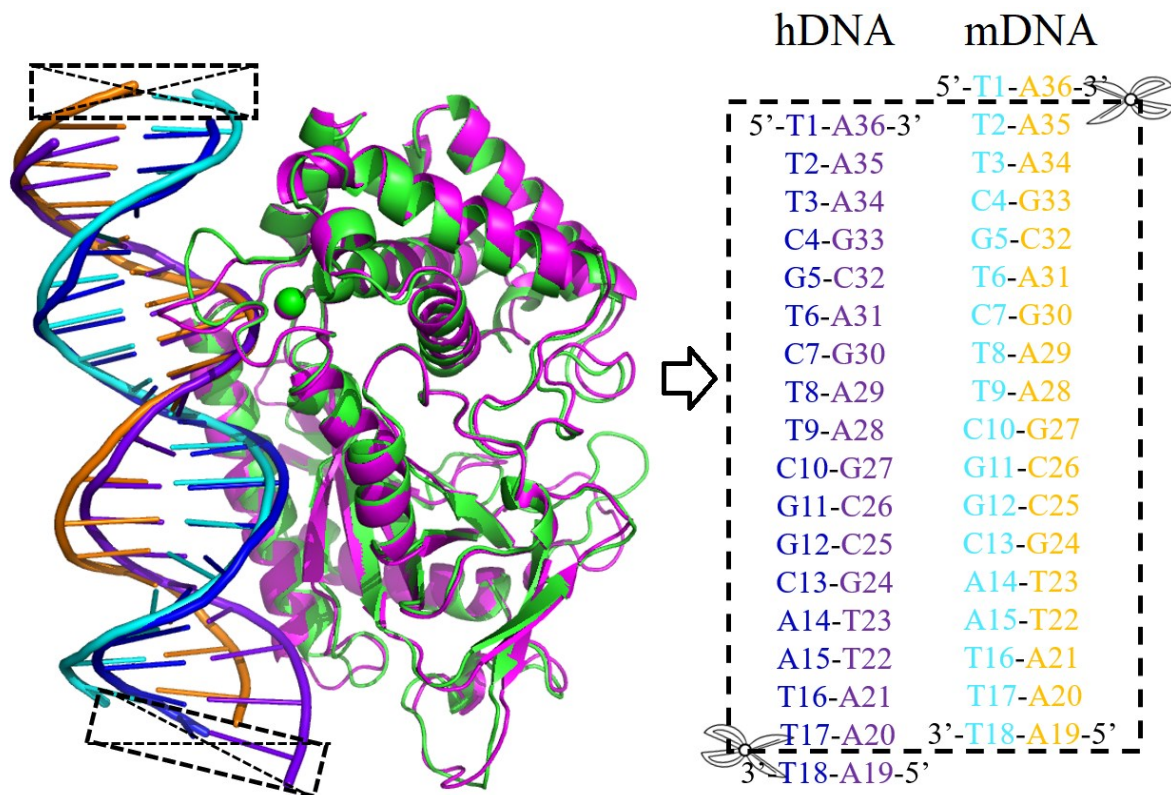 hDNA mDNA
5’-T1-A36-3’
5’-T1-A36-3’ T2-A35
T2-A35 T3-A34
T3-A34 C4-G33
C4-G33 G5-C32
G5-C32 T6-A31
T6-A31 C7-G30
C7-G30 T8-A29
T8-A29 T9-A28
T9-A28 C10-G27
C10-G27 G11-C26
G11-C26 G12-C25
G12-C25 C13-G24
C13-G24 A14-T23
A14-T23 A15-T22
A15-T22 T16-A21
T16-A21 T17-A20
T17-A20 3’-T18-A19-5’
3’-T18-A19-5’